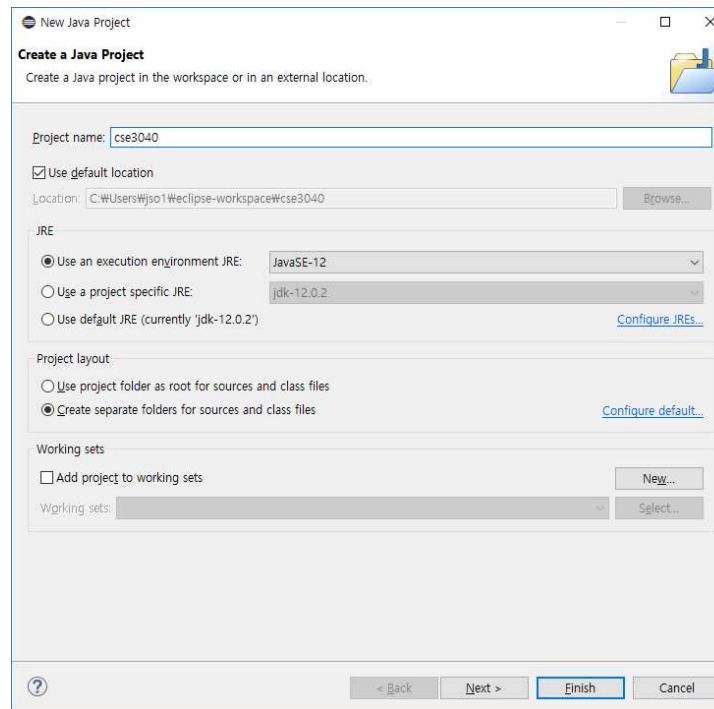 New Java Project
Create a Java Project
Create a Java project in the workspace or in an external location.
Project name: cse3040
Use default location
Location: C:₩Users₩jso1₩eclipse-workspace₩cse3040 Browse...
JRE
Use an execution environment JRE: JavaSE-12
Use a project specific JRE: jdk-12.0.2
Use default JRE (currently 'jdk-12.0.2') Configure JREs...
Project layout
Use project folder as root for sources and class files
Create separate folders for sources and class files Configure default...
Working sets
Add project to working sets New...
Working sets: Select...
? < Back Next > Finish Cancel